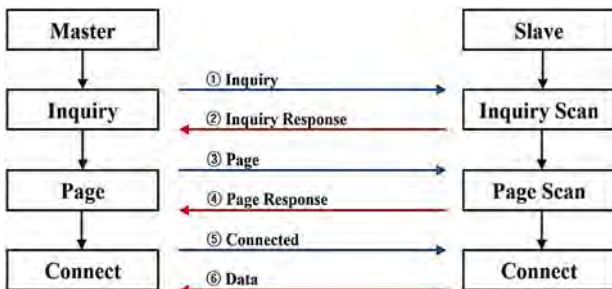 Master
Slave
① Inquiry
Inquiry
Inquiry Scan
② Inquiry Response
③ Page
Page
Page Scan
④ Page Response
⑤ Connected
Connect
Connect
⑥ Data